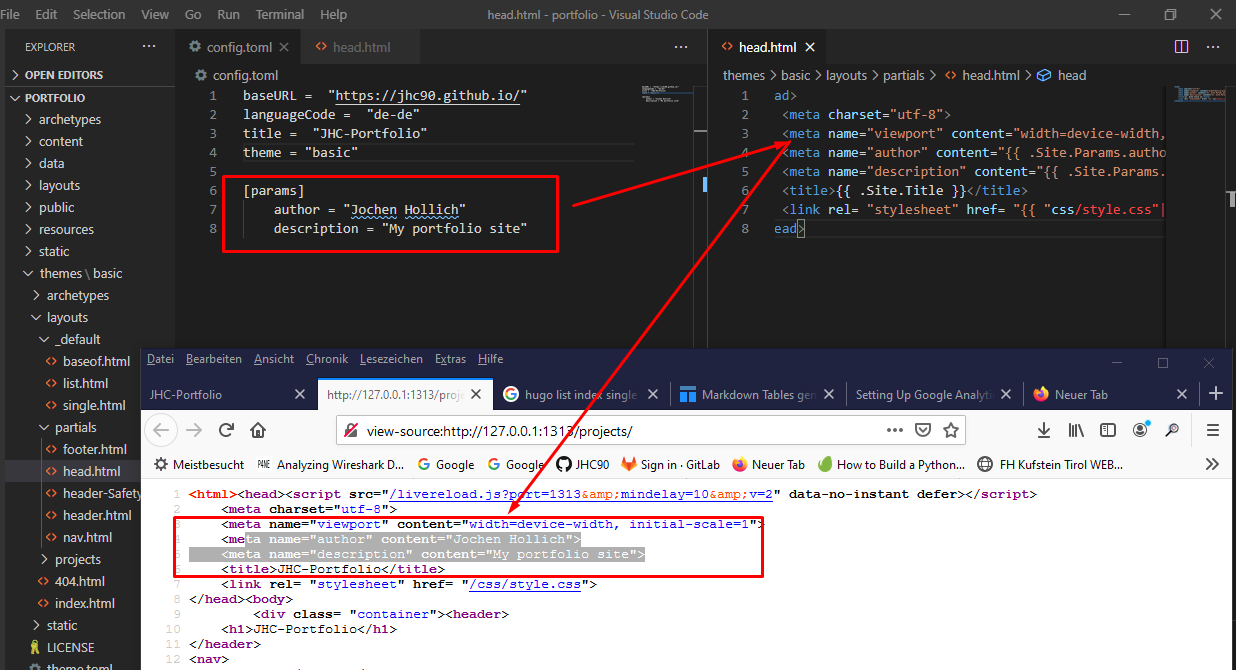 File Edit Selection View Go Run Terminal Help head.html - portfolio - Visual Studio Code
EXPLORER ...
OPEN EDITORS
PORTFOLIO
archetypes
content
data
layouts
public
resources
static
themes \ basic
archetypes
layouts
_default
baseof.html
list.html
single.html
partials
footer.html
head.html
header-Safety
header.html
nav.html
projects
404.html
index.html
static
LICENSE
theme.toml
config.toml head.html ...
config.toml
1 baseURL = "https://jhc90.github.io/"
2 languageCode = "de-de"
3 title = "JHC-Portfolio"
4 theme = "basic"
5
6 [params]
7 author = "Jochen Hollich"
8 description = "My portfolio site"
head.html ...
themes > basic > layouts > partials > head.html > head
1 ad>
2 <meta charset="utf-8">
3 <meta name="viewport" content="width=device-width,
4 <meta name="author" content="{{ .Site.Params.autho
5 <meta name="description" content="{{ .Site.Params.
6 <title>{{ .Site.Title }}</title>
7 <link rel= "stylesheet" href= "{{ "css/style.css"|
8 ead>
Datei Bearbeiten Ansicht Chronik Lesezeichen Extras Hilfe
JHC-Portfolio http://127.0.0.1:1313/proje hugo list index single Markdown Tables gen Setting Up Google Analyti Neuer Tab
view-source:http://127.0.0.1:1313/projects/ ...
Meistbesucht Analyzing Wireshark D... Google Google JHC90 Sign in · GitLab Neuer Tab How to Build a Python... FH Kufstein Tirol WEB...
1 <html><head><script src="/livereload.js?port=1313&amp;mindelay=10&amp;v=2" data-no-instant defer></script>
2 <meta charset="utf-8">
3 <meta name="viewport" content="width=device-width, initial-scale=1">
4 <meta name="author" content="Jochen Hollich">
5 <meta name="description" content="My portfolio site">
6 <title>JHC-Portfolio</title>
7 <link rel= "stylesheet" href= "/css/style.css">
8 </head><body>
9 <div class= "container"><header>
10 <h1>JHC-Portfolio</h1>
11 </header>
12 <nav>